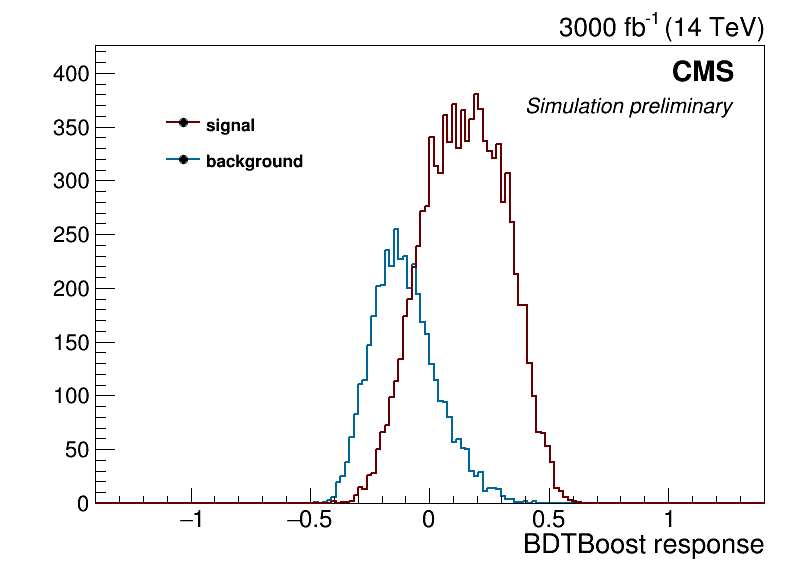 3000 fb-1 (14 TeV)
CMS
Simulation preliminary
signal
background
400
350
300
250
200
150
100
50
0
−1 −0.5 0 0.5 1
BDTBoost response